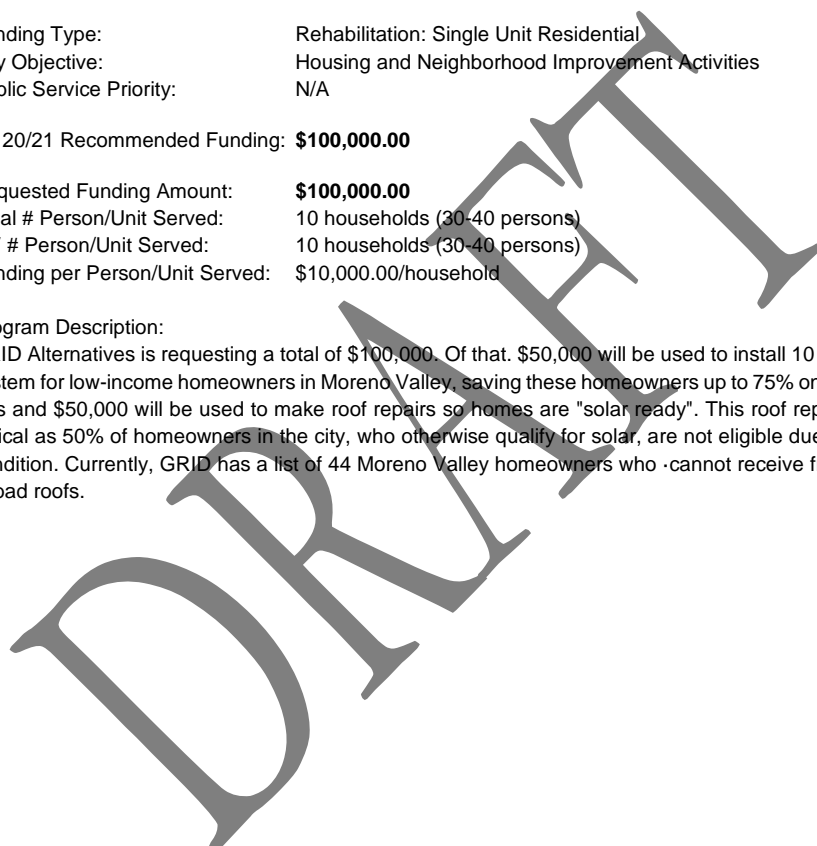 nding Type: Rehabilitation: Single Unit Residential
y Objective: Housing and Neighborhood Improvement Activities
blic Service Priority: N/A
20/21 Recommended Funding: $100,000.00
quested Funding Amount: $100,000.00
al # Person/Unit Served: 10 households (30-40 persons)
# Person/Unit Served: 10 households (30-40 persons)
nding per Person/Unit Served: $10,000.00/household
ogram Description:
ID Alternatives is requesting a total of $100,000. Of that. $50,000 will be used to install 10
stem for low-income homeowners in Moreno Valley, saving these homeowners up to 75% on
s and $50,000 will be used to make roof repairs so homes are "solar ready". This roof rep
ical as 50% of homeowners in the city, who otherwise qualify for solar, are not eligible due
ndition. Currently, GRID has a list of 44 Moreno Valley homeowners who ·cannot receive f
oad roofs.
DRAFT